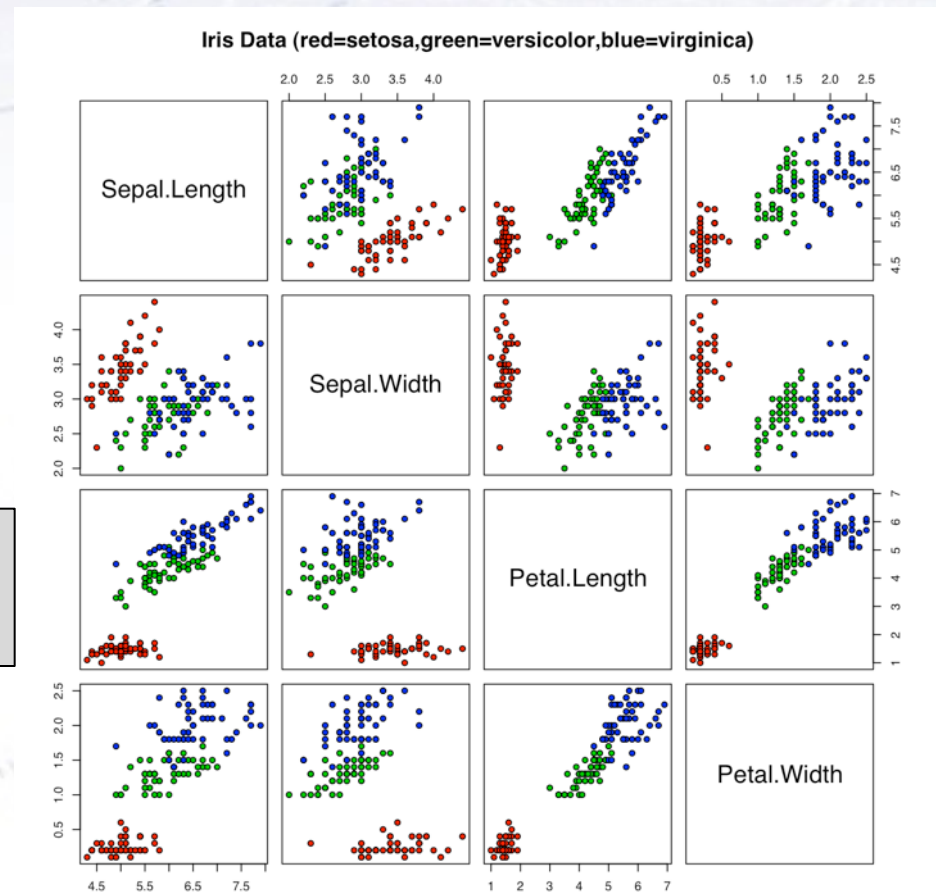 Iris Data (red=setosa,green=versicolor,blue=virginica)
2.0 2.5 3.0 3.5 4.0
0.5 1.0 1.5 2.0 2.5
Sepal.Length
4.5 5.5 6.5 7.5
2.0 2.5 3.0 3.5 4.0
Sepal.Width
Petal.Length
1 2 3 4 5 6 7
0.5 1.0 1.5 2.0 2.5
Petal.Width
4.5 5.5 6.5 7.5
1 2 3 4 5 6 7